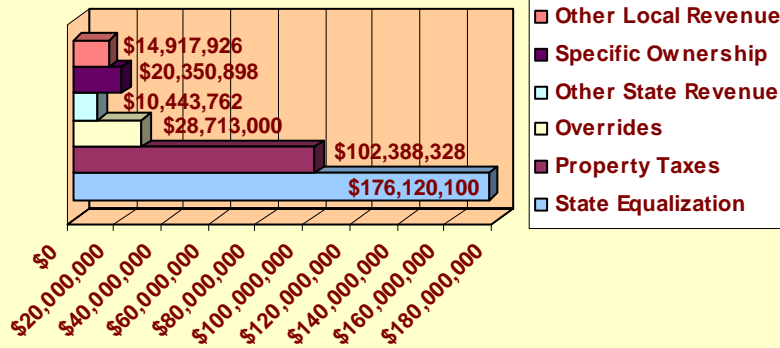 $14,917,926
$20,350,898
$10,443,762
$28,713,000
$102,388,328
$176,120,100
$0
$20,000,000
$40,000,000
$60,000,000
$80,000,000
$100,000,000
$120,000,000
$140,000,000
$160,000,000
$180,000,000
Other Local Revenue
Specific Ownership
Other State Revenue
Overrides
Property Taxes
State Equalization